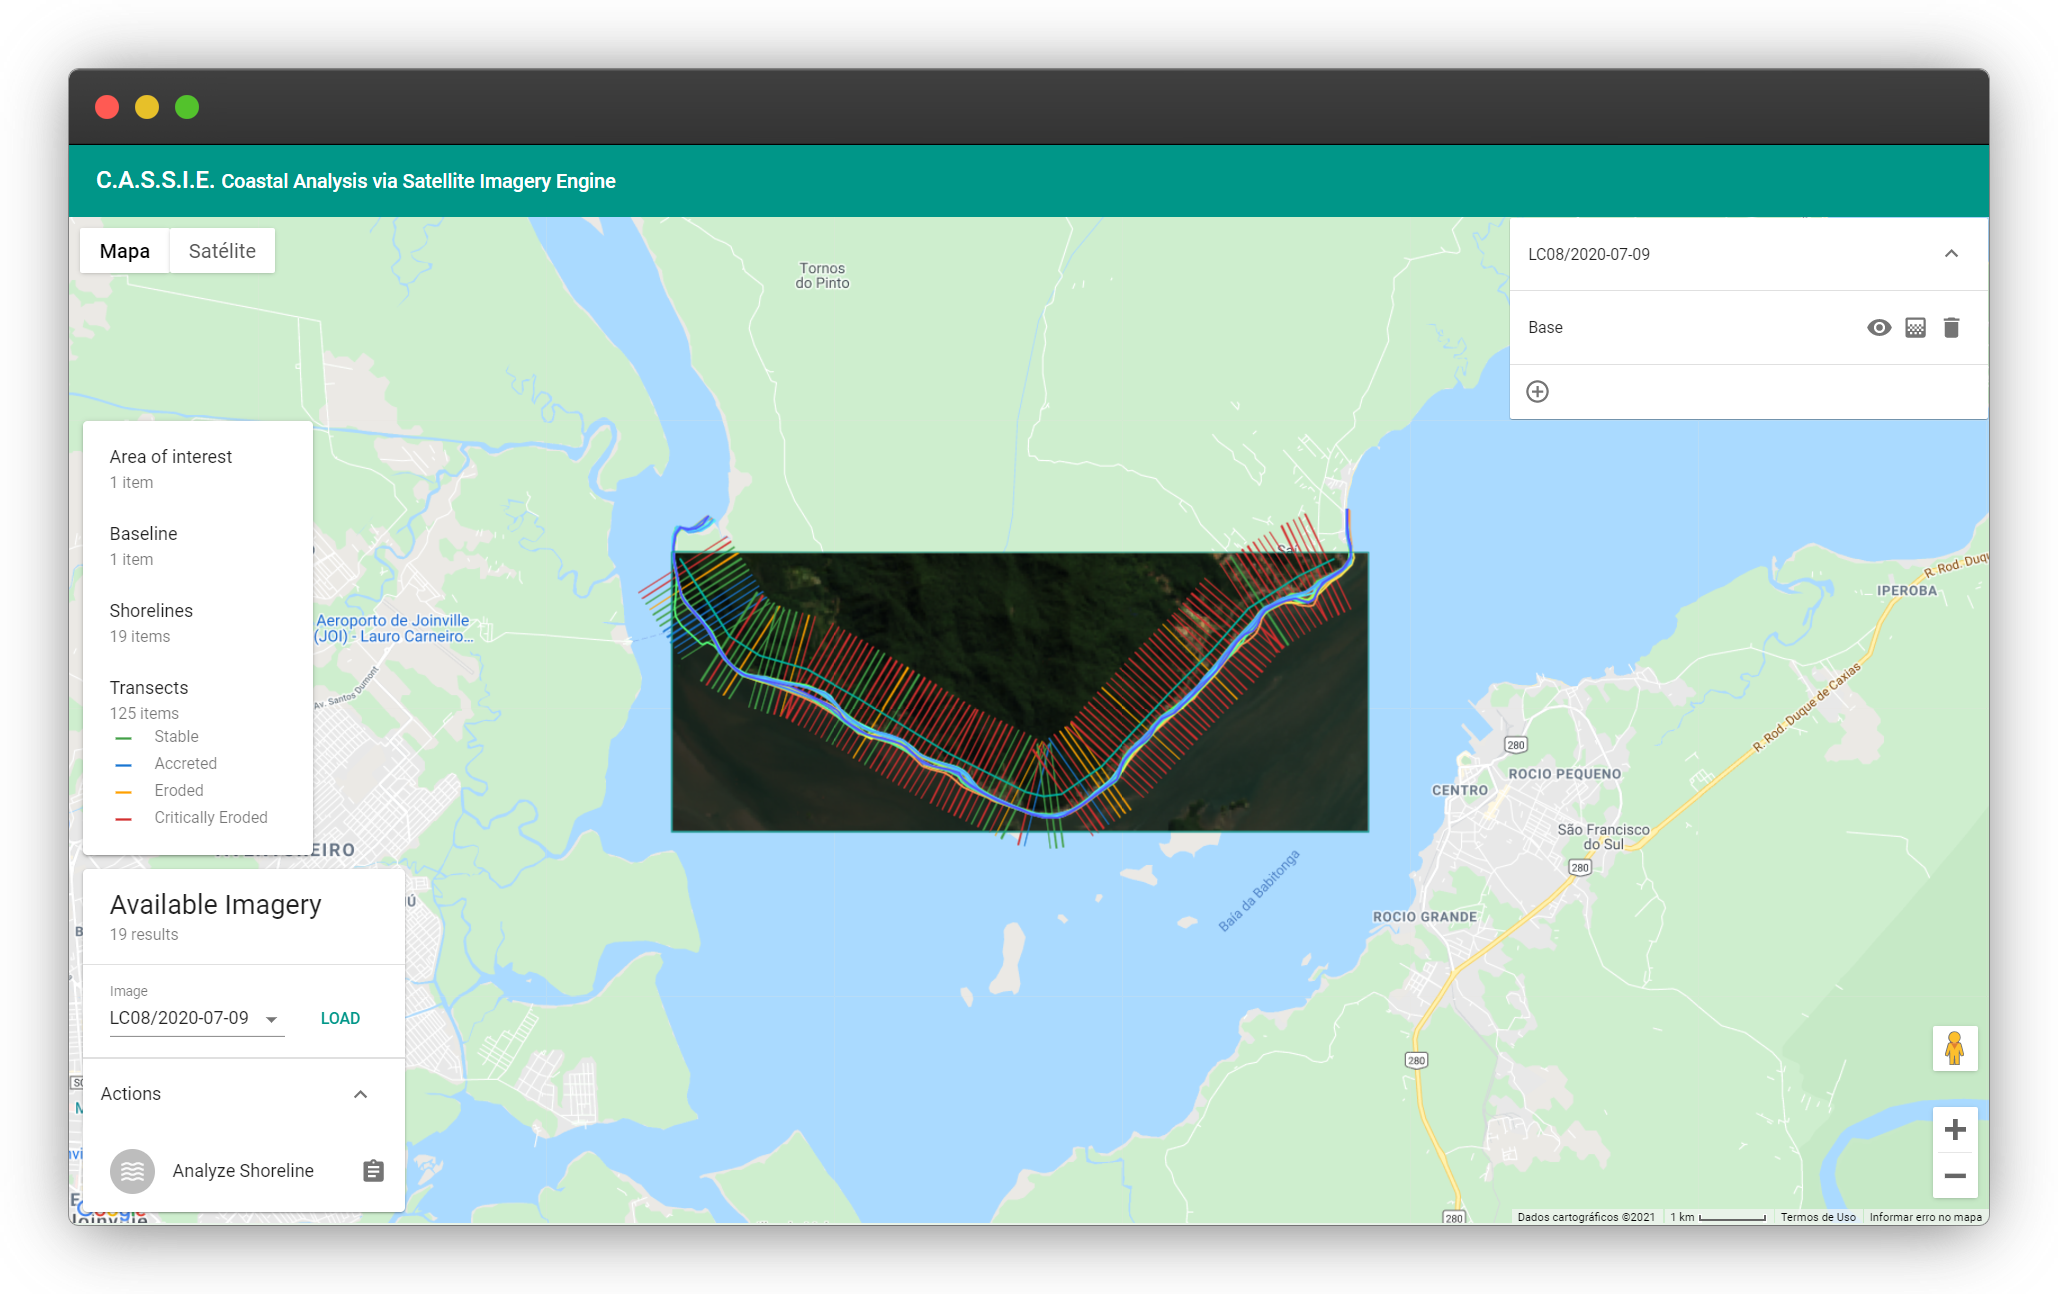 C.A.S.S.I.E. Coastal Analysis via Satellite Imagery Engine
Mapa
Satélite
LC08/2020-07-09
Base
Tornos
do Pinto
Area of interest
1 item
Baseline
1 item
Shorelines
19 items
Transects
125 items
Stable
Accreted
Eroded
Critically Eroded
Aeroporto de Joinville
(JOI) - Lauro Carneiro...
Av. Santos Dumont
Saí
R. Rod. Duq
IPEROBA
R. Rod. Duque de Caxias
280
ROCIO PEQUENO
CENTRO
São Francisco
do Sul
280
ROCIO GRANDE
Baía da Babitonga
280
280
Available Imagery
19 results
Image
LC08/2020-07-09
LOAD
Actions
Analyze Shoreline
Google
Joinville
Dados cartográficos ©2021
1 km
Termos de Uso
Informar erro no mapa